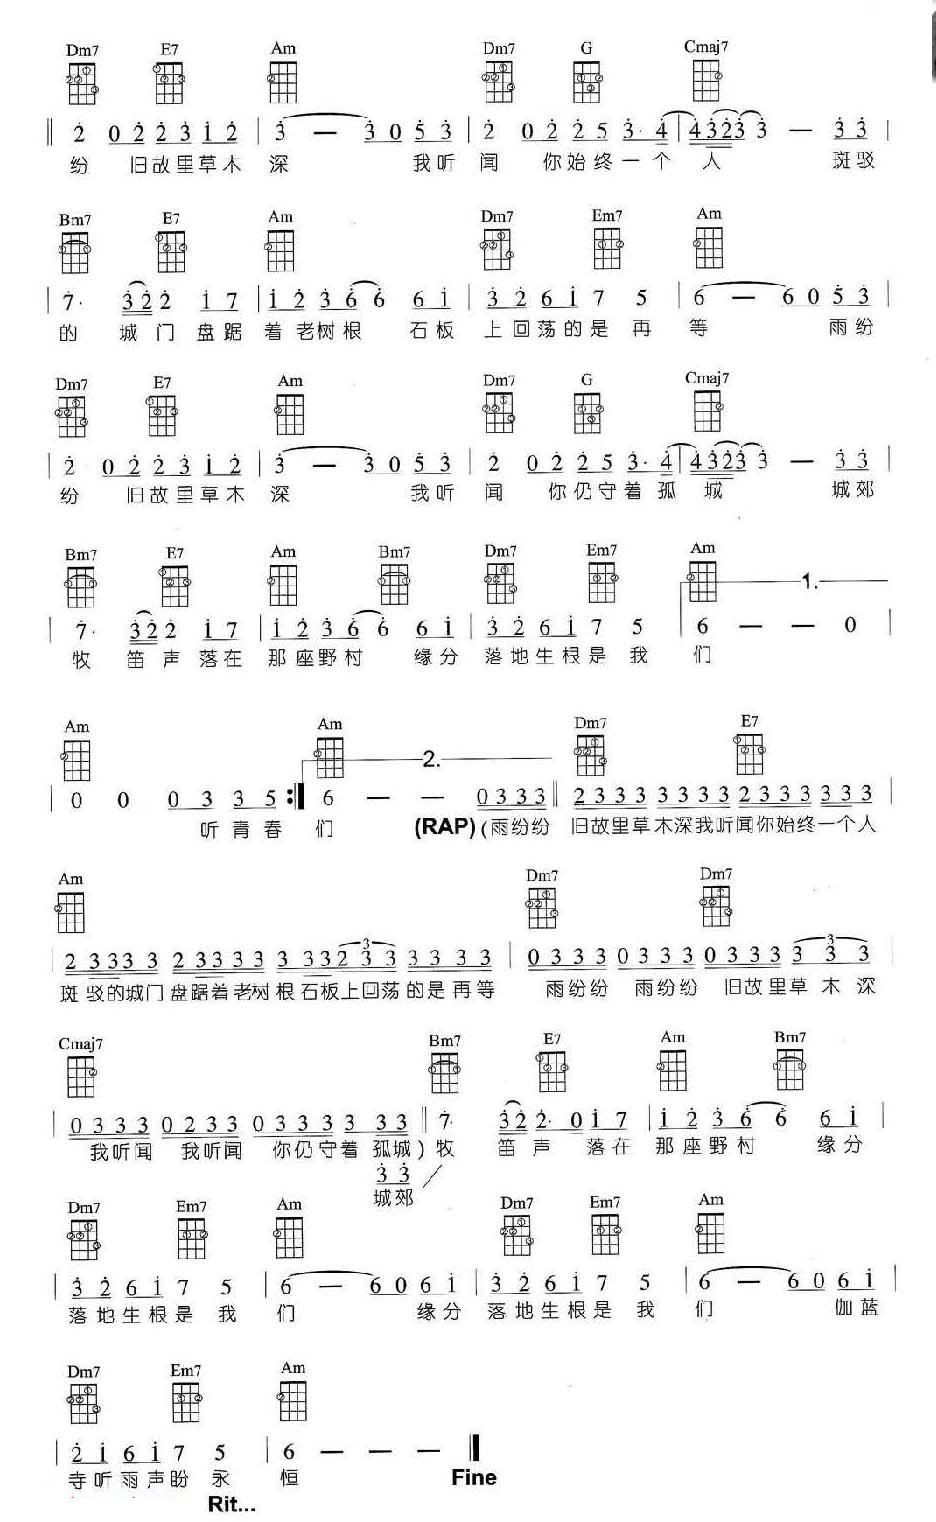 Dm7 E7 Am Dm7 G Cmaj7
2 0 2 2 3 1 2 | 3 — 3 0 5 3 | 2 0 2 2 5 3· 4 | 4 3 2 3 3 — 3 3 |
纷 旧故里草木 深 我听 闻 你始终一个 人 斑驳
Bm7 E7 Am Dm7 Em7 Am
7· 3 2 2 1 7 | 1 2 3 6 6 6 1 | 3 2 6 1 7 5 | 6 — 6 0 5 3 |
的 城门 盘踞 着老树根 石板 上回荡的是 再 等 雨纷
Dm7 E7 Am Dm7 G Cmaj7
2 0 2 2 3 1 2 | 3 — 3 0 5 3 | 2 0 2 2 5 3· 4 | 4 3 2 3 3 — 3 3 |
纷 旧故里草木 深 我听 闻 你仍守着 孤 城 城郊
Bm7 E7 Am Bm7 Dm7 Em7 Am 1.
7· 3 2 2 1 7 | 1 2 3 6 6 6 1 | 3 2 6 1 7 5 | 6 — — 0 |
牧 笛声 落在 那座野村 缘分 落地生根是 我 们
Am Am 2. Dm7 E7
0 0 0 3 3 5 :| 6 — — 0 3 3 3 || 2 3 3 3 3 3 3 3 2 3 3 3 3 3 3 |
听青春 们 (RAP) (雨纷纷 旧故里草木深我听闻你始终一个人
Am Dm7 Dm7
2 3 3 3 3 2 3 3 3 3 3 3 3 3 2 3 3 3 3 3 3 | 0 3 3 3 0 3 3 3 0 3 3 3 3 3 3
斑驳的城门盘踞着老树根石板上回荡的是再等 雨纷纷 雨纷纷 旧故里草木深
Cmaj7 Bm7 E7 Am Bm7
0 3 3 3 0 2 3 3 0 3 3 3 3 3 3 || 7· 3 2 2· 0 1 7 | 1 2 3 6 6 6 1 |
我听闻 我听闻 你仍守着孤城) 牧 笛声 落在 那座野村 缘分
3 3
城郊
Dm7 Em7 Am Dm7 Em7 Am
3 2 6 1 7 5 | 6 — 6 0 6 1 | 3 2 6 1 7 5 | 6 — 6 0 6 1 |
落地生根是 我 们 缘分 落地生根是 我 们 伽蓝
Dm7 Em7 Am
2 1 6 1 7 5 | 6 — — —
寺听雨声盼 永 恒 Fine
Rit...